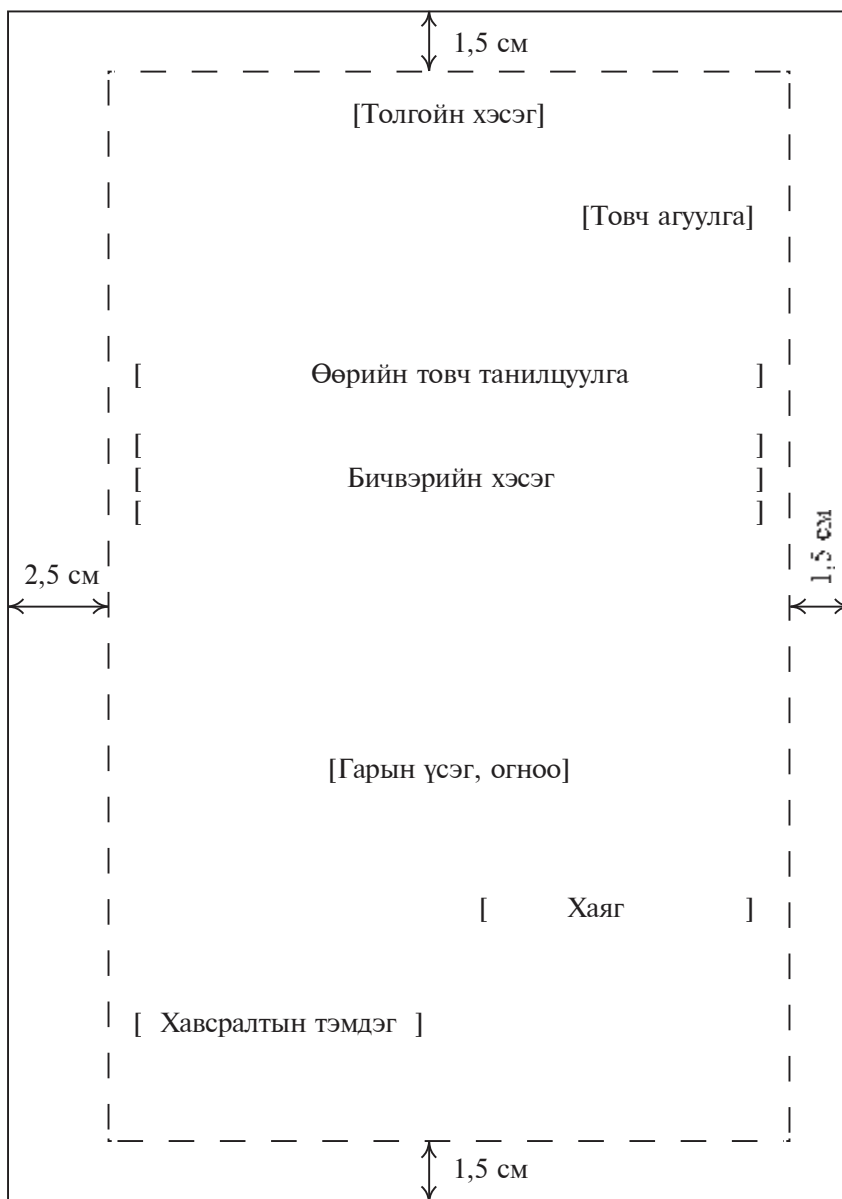 1,5 см
[Толгойн хэсэг]
[Товч агуулга]
[ Өөрийн товч танилцуулга ]
[ ]
[ Бичвэрийн хэсэг ]
[ ]
2,5 см
1,5 см
[Гарын үсэг, огноо]
[ Хаяг ]
[ Хавсралтын тэмдэг ]
1,5 см